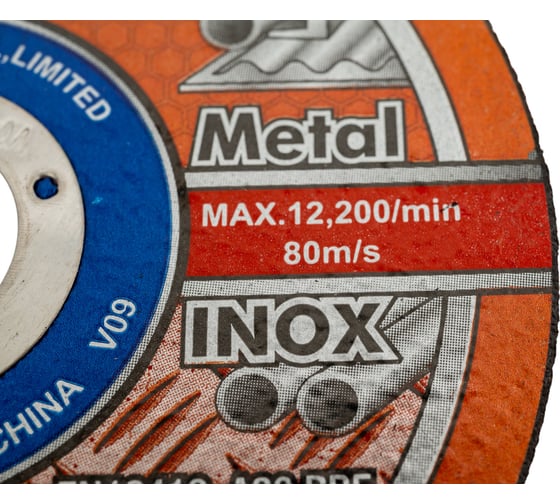 ., LIMITED
Metal
MAX.12,200/min
80m/s
INOX
CHINA V09